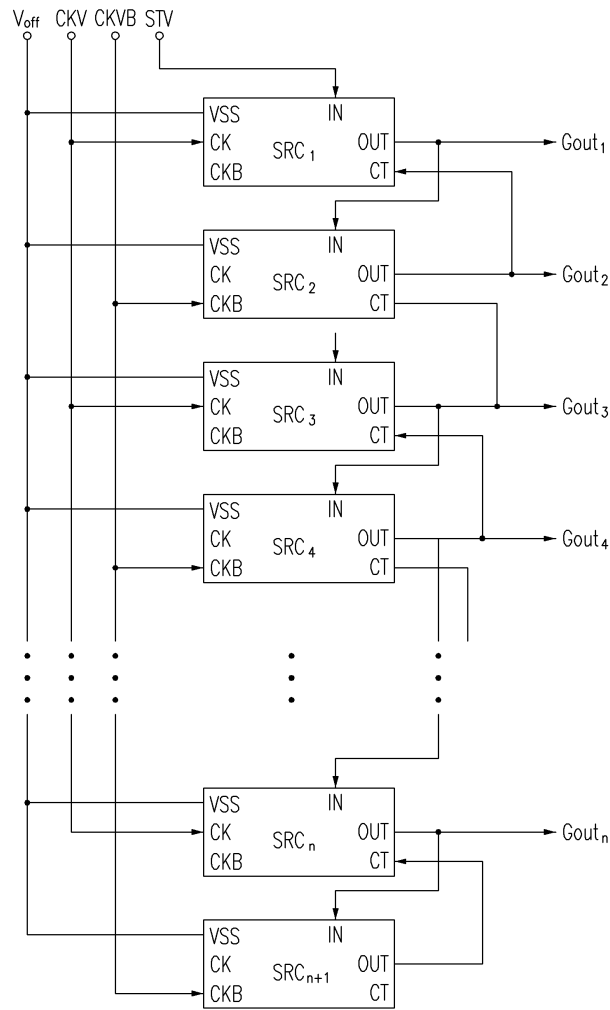 Voff CKV CKVB STV
VSS IN
CK OUT Gout1
SRC1
CKB CT
VSS IN
CK OUT Gout2
SRC2
CKB CT
VSS IN
CK OUT Gout3
SRC3
CKB CT
VSS IN
CK OUT Gout4
SRC4
CKB CT
VSS IN
CK OUT Goutn
SRCn
CKB CT
VSS IN
CK OUT
SRCn+1
CKB CT